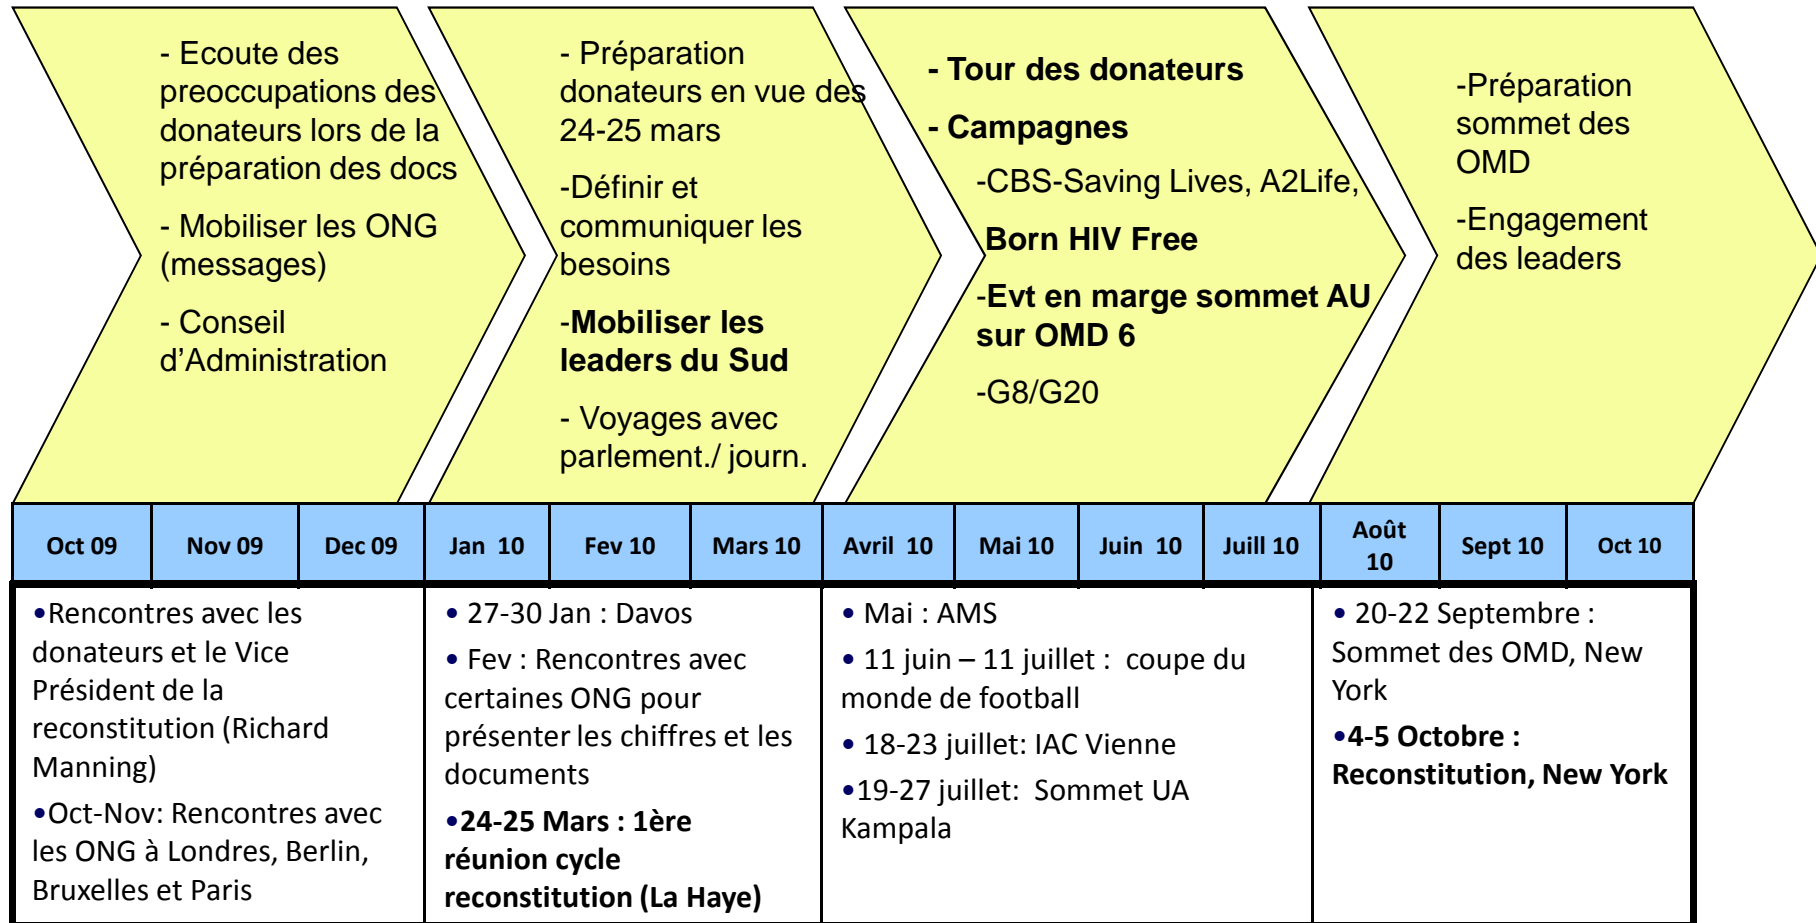 - Ecoute des
preoccupations des
donateurs lors de la
préparation des docs
- Mobiliser les ONG
(messages)
- Conseil
d’Administration
- Préparation
donateurs en vue des
24-25 mars
-Définir et
communiquer les
besoins
-Mobiliser les
leaders du Sud
- Voyages avec
parlement./ journ.
- Tour des donateurs
- Campagnes
-CBS-Saving Lives, A2Life,
Born HIV Free
-Evt en marge sommet AU
sur OMD 6
-G8/G20
-Préparation
sommet des
OMD
-Engagement
des leaders
Oct 09 Nov 09 Dec 09 Jan 10 Fev 10 Mars 10 Avril 10 Mai 10 Juin 10 Juill 10 Août 10 Sept 10 Oct 10
•Rencontres avec les
donateurs et le Vice
Président de la
reconstitution (Richard
Manning)
•Oct-Nov: Rencontres avec
les ONG à Londres, Berlin,
Bruxelles et Paris
• 27-30 Jan : Davos
• Fev : Rencontres avec
certaines ONG pour
présenter les chiffres et les
documents
•24-25 Mars : 1ère
réunion cycle
reconstitution (La Haye)
• Mai : AMS
• 11 juin – 11 juillet : coupe du
monde de football
• 18-23 juillet: IAC Vienne
•19-27 juillet: Sommet UA
Kampala
• 20-22 Septembre :
Sommet des OMD, New
York
•4-5 Octobre :
Reconstitution, New York